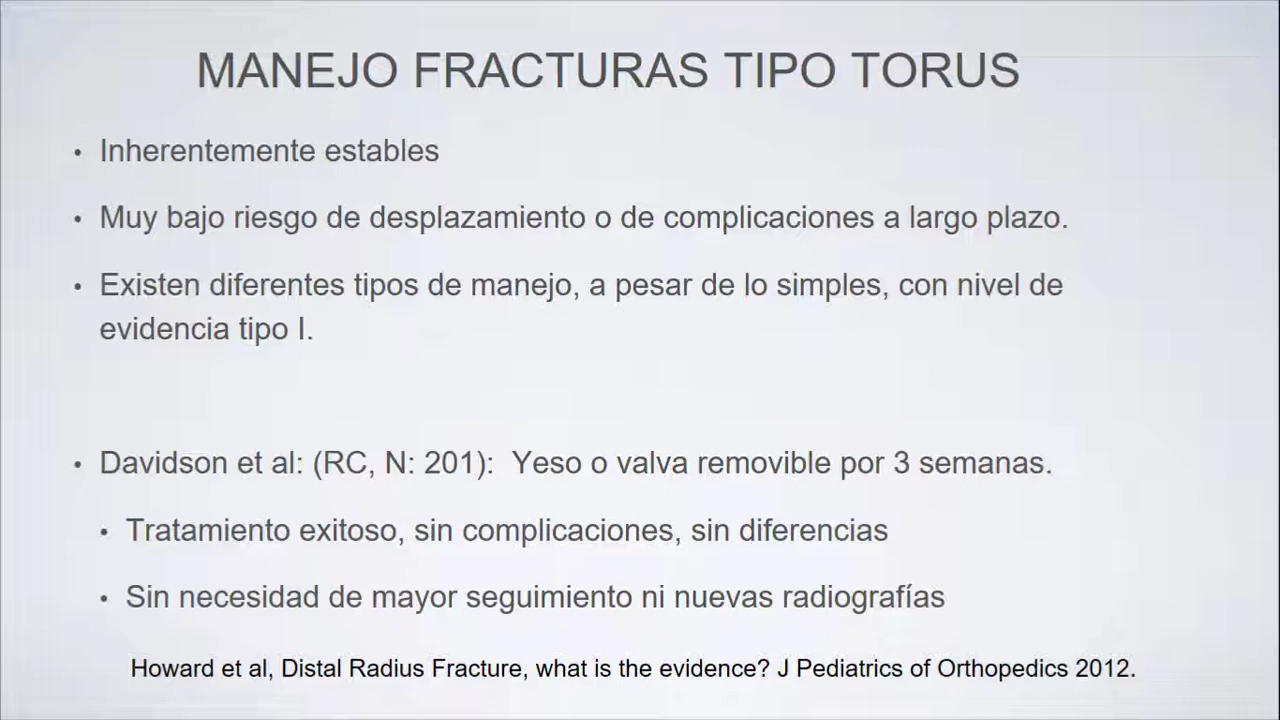 MANEJO FRACTURAS TIPO TORUS
• Inherentemente estables
• Muy bajo riesgo de desplazamiento o de complicaciones a largo plazo.
• Existen diferentes tipos de manejo, a pesar de lo simples, con nivel de
evidencia tipo I.
• Davidson et al: (RC, N: 201): Yeso o valva removible por 3 semanas.
• Tratamiento exitoso, sin complicaciones, sin diferencias
• Sin necesidad de mayor seguimiento ni nuevas radiografías
Howard et al, Distal Radius Fracture, what is the evidence? J Pediatrics of Orthopedics 2012.